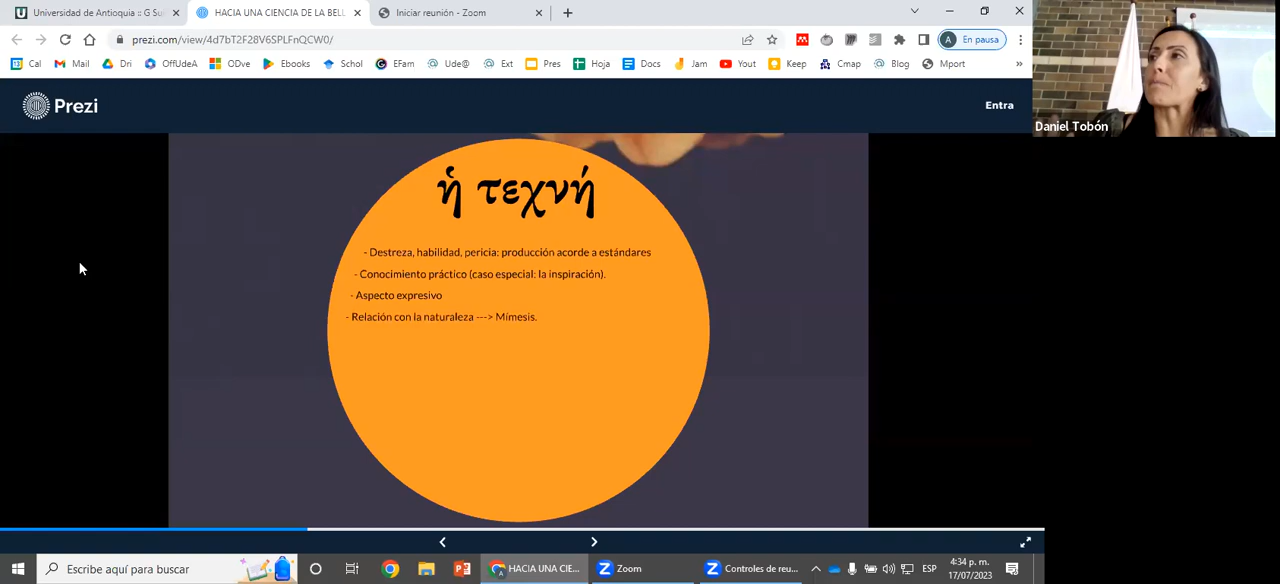 Universidad de Antioquia :: G Sui
HACIA UNA CIENCIA DE LA BELL
Iniciar reunión - Zoom
prezi.com/view/4d7bT2F28V6SPLFnQCW0/
A
En pausa
Cal
Mail
Dri
OffUdeA
ODve
Ebooks
Schol
EFam
Ude@
Ext
Pres
Hoja
Docs
Jam
Yout
Keep
Cmap
Blog
Mport
»
Prezi
Entra
Daniel Tobón
ἡ τεχνή
- Destreza, habilidad, pericia: producción acorde a estándares
- Conocimiento práctico (caso especial: la inspiración).
- Aspecto expresivo
- Relación con la naturaleza ---> Mímesis.
Escribe aquí para buscar
HACIA UNA CIE...
Zoom
Controles de reu...
ESP
4:34 p. m.
17/07/2023